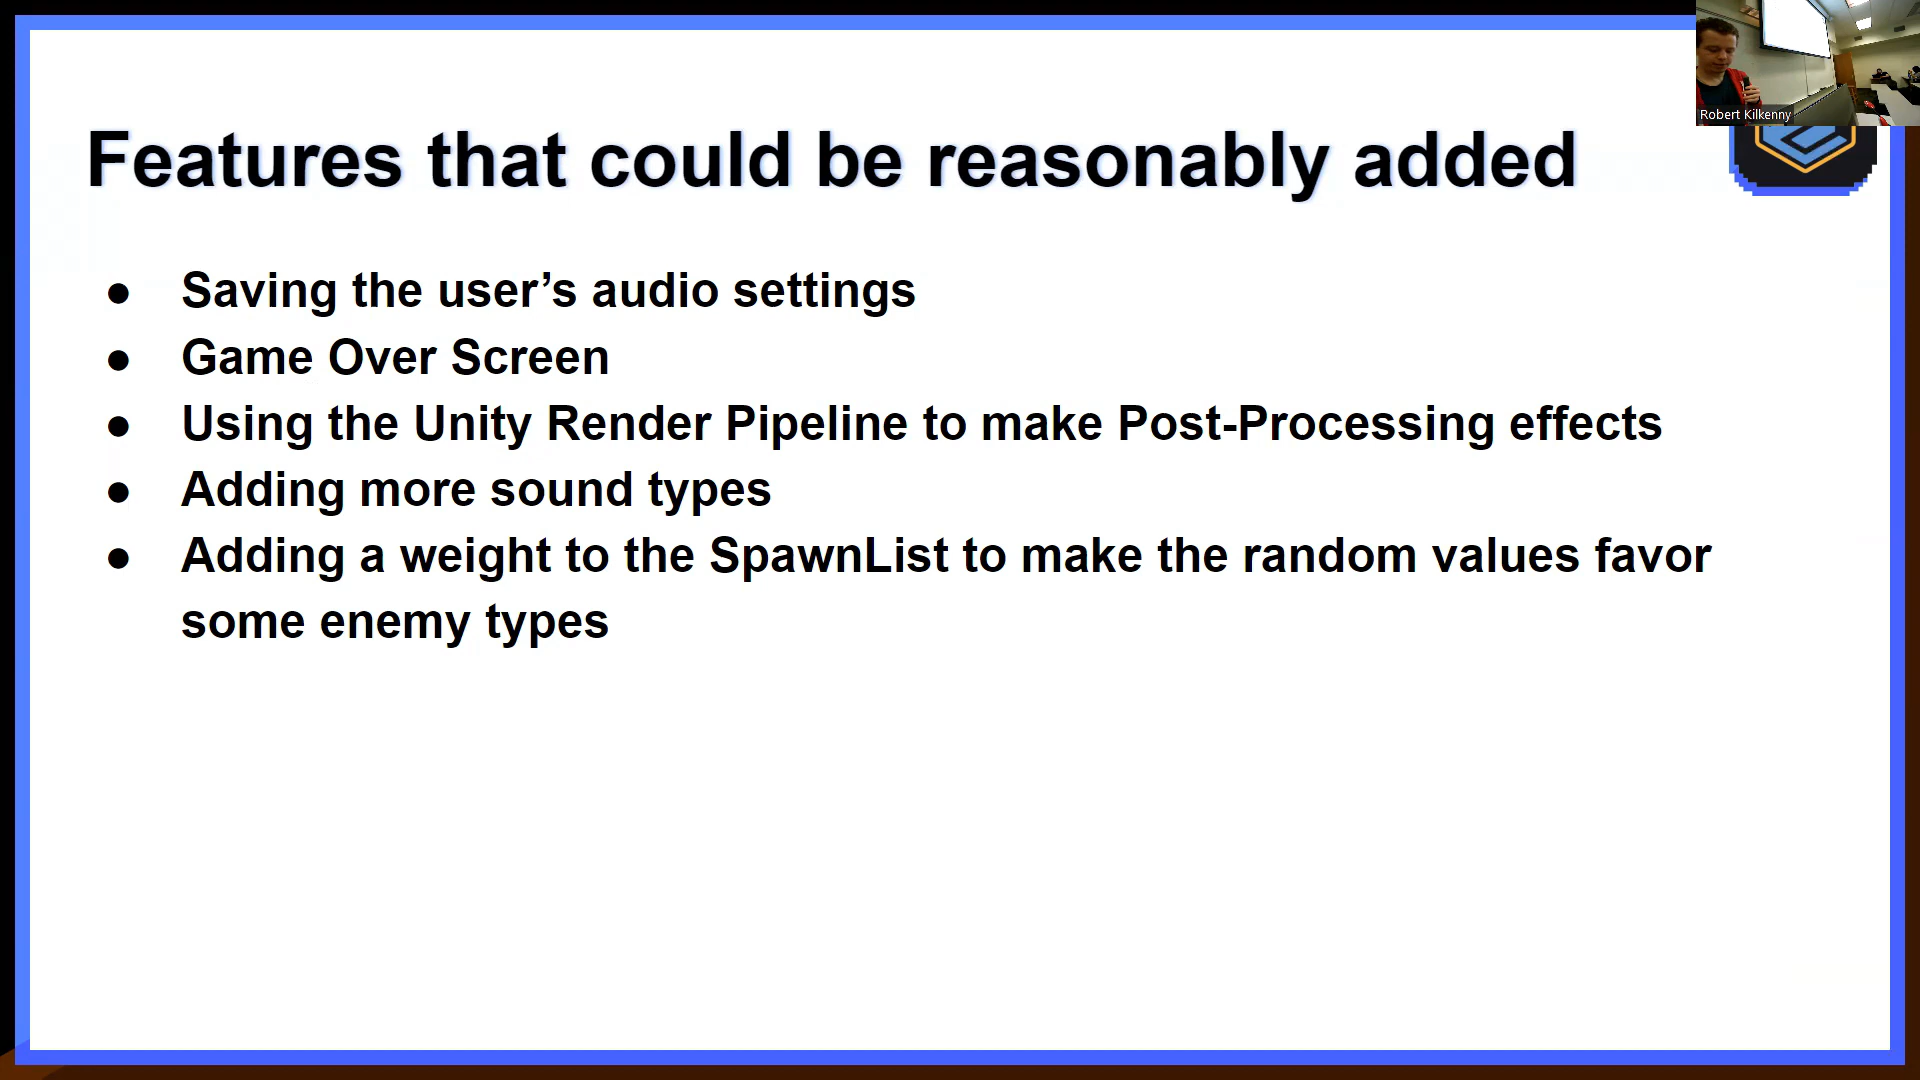 Robert Kilkenny
Features that could be reasonably added
● Saving the user’s audio settings
● Game Over Screen
● Using the Unity Render Pipeline to make Post-Processing effects
● Adding more sound types
● Adding a weight to the SpawnList to make the random values favor
some enemy types